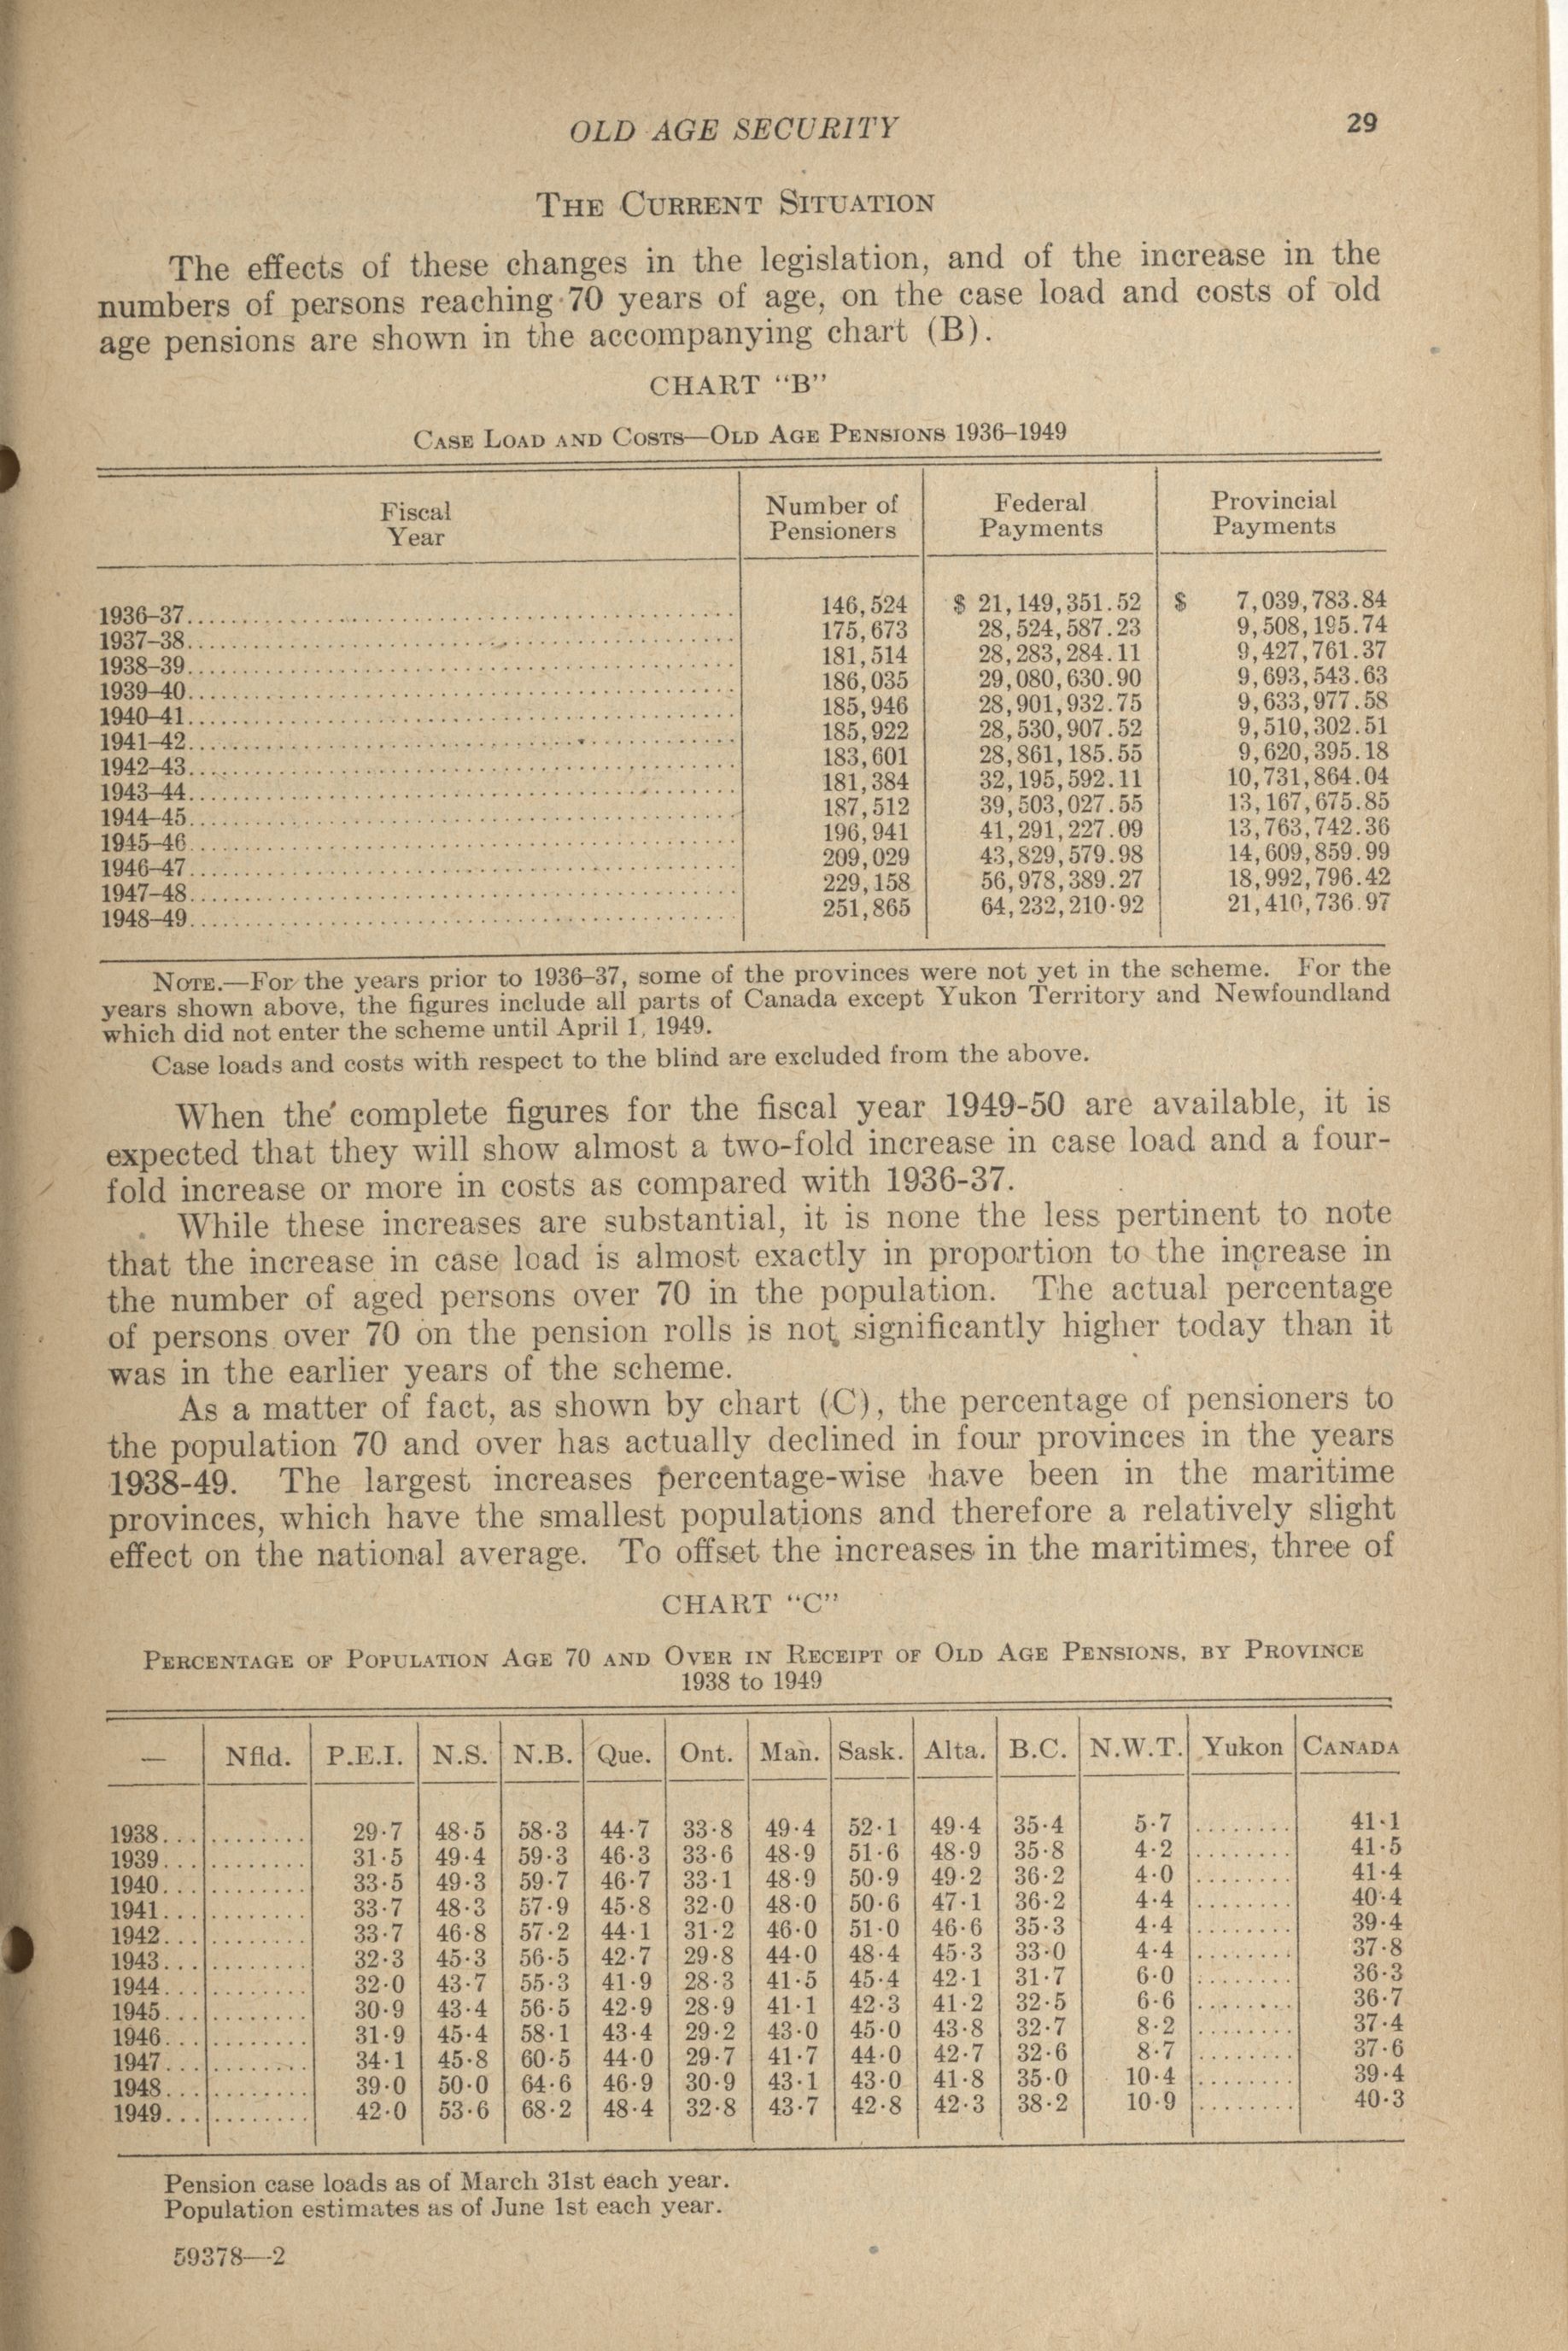 OLD AGE SECURITY 29
THE CURRENT SITUATION
The effects of these changes in the legislation, and of the increase in the
numbers of persons reaching 70 years of age, on the case load and costs of old
age pensions are shown in the accompanying chart (B).
CHART "B"
CASE LOAD AND COSTS—OLD AGE PENSIONS 1936–1949
Fiscal Year | Number of Pensioners | Federal Payments | Provincial Payments
1936–37 146,524 $ 21,149,351.52 $ 7,039,783.84
1937–38 175,673 28,524,587.23 9,508,195.74
1938–39 181,514 28,283,284.11 9,427,761.37
1939–40 186,035 29,080,630.90 9,693,543.63
1940–41 185,946 28,901,932.75 9,633,977.58
1941–42 185,922 28,530,907.52 9,510,302.51
1942–43 183,601 28,861,185.55 9,620,395.18
1943–44 181,384 32,195,592.11 10,731,864.04
1944–45 187,512 39,503,027.55 13,167,675.85
1945–46 196,941 41,291,227.09 13,763,742.36
1946–47 209,029 43,829,579.98 14,609,859.99
1947–48 229,158 56,978,389.27 18,992,796.42
1948–49 251,865 64,232,210·92 21,410,736.97
NOTE.—For the years prior to 1936–37, some of the provinces were not yet in the scheme. For the
years shown above, the figures include all parts of Canada except Yukon Territory and Newfoundland
which did not enter the scheme until April 1, 1949.
Case loads and costs with respect to the blind are excluded from the above.
When the complete figures for the fiscal year 1949-50 are available, it is
expected that they will show almost a two-fold increase in case load and a four-
fold increase or more in costs as compared with 1936-37.
While these increases are substantial, it is none the less pertinent to note
that the increase in case load is almost exactly in proportion to the increase in
the number of aged persons over 70 in the population. The actual percentage
of persons over 70 on the pension rolls is not significantly higher today than it
was in the earlier years of the scheme.
As a matter of fact, as shown by chart (C), the percentage of pensioners to
the population 70 and over has actually declined in four provinces in the years
1938-49. The largest increases percentage-wise have been in the maritime
provinces, which have the smallest populations and therefore a relatively slight
effect on the national average. To offset the increases in the maritimes, three of
CHART "C"
PERCENTAGE OF POPULATION AGE 70 AND OVER IN RECEIPT OF OLD AGE PENSIONS, BY PROVINCE
1938 to 1949
— Nfld. P.E.I. N.S. N.B. Que. Ont. Man. Sask. Alta. B.C. N.W.T. Yukon CANADA
1938 29·7 48·5 58·3 44·7 33·8 49·4 52·1 49·4 35·4 5·7 41·1
1939 31·5 49·4 59·3 46·3 33·6 48·9 51·6 48·9 35·8 4·2 41·5
1940 33·5 49·3 59·7 46·7 33·1 48·9 50·9 49·2 36·2 4·0 41·4
1941 33·7 48·3 57·9 45·8 32·0 48·0 50·6 47·1 36·2 4·4 40·4
1942 33·7 46·8 57·2 44·1 31·2 46·0 51·0 46·6 35·3 4·4 39·4
1943 32·3 45·3 56·5 42·7 29·8 44·0 48·4 45·3 33·0 4·4 37·8
1944 32·0 43·7 55·3 41·9 28·3 41·5 45·4 42·1 31·7 6·0 36·3
1945 30·9 43·4 56·5 42·9 28·9 41·1 42·3 41·2 32·5 6·6 36·7
1946 31·9 45·4 58·1 43·4 29·2 43·0 45·0 43·8 32·7 8·2 37·4
1947 34·1 45·8 60·5 44·0 29·7 41·7 44·0 42·7 32·6 8·7 37·6
1948 39·0 50·0 64·6 46·9 30·9 43·1 43·0 41·8 35·0 10·4 39·4
1949 42·0 53·6 68·2 48·4 32·8 43·7 42·8 42·3 38·2 10·9 40·3
Pension case loads as of March 31st each year.
Population estimates as of June 1st each year.
59378—2